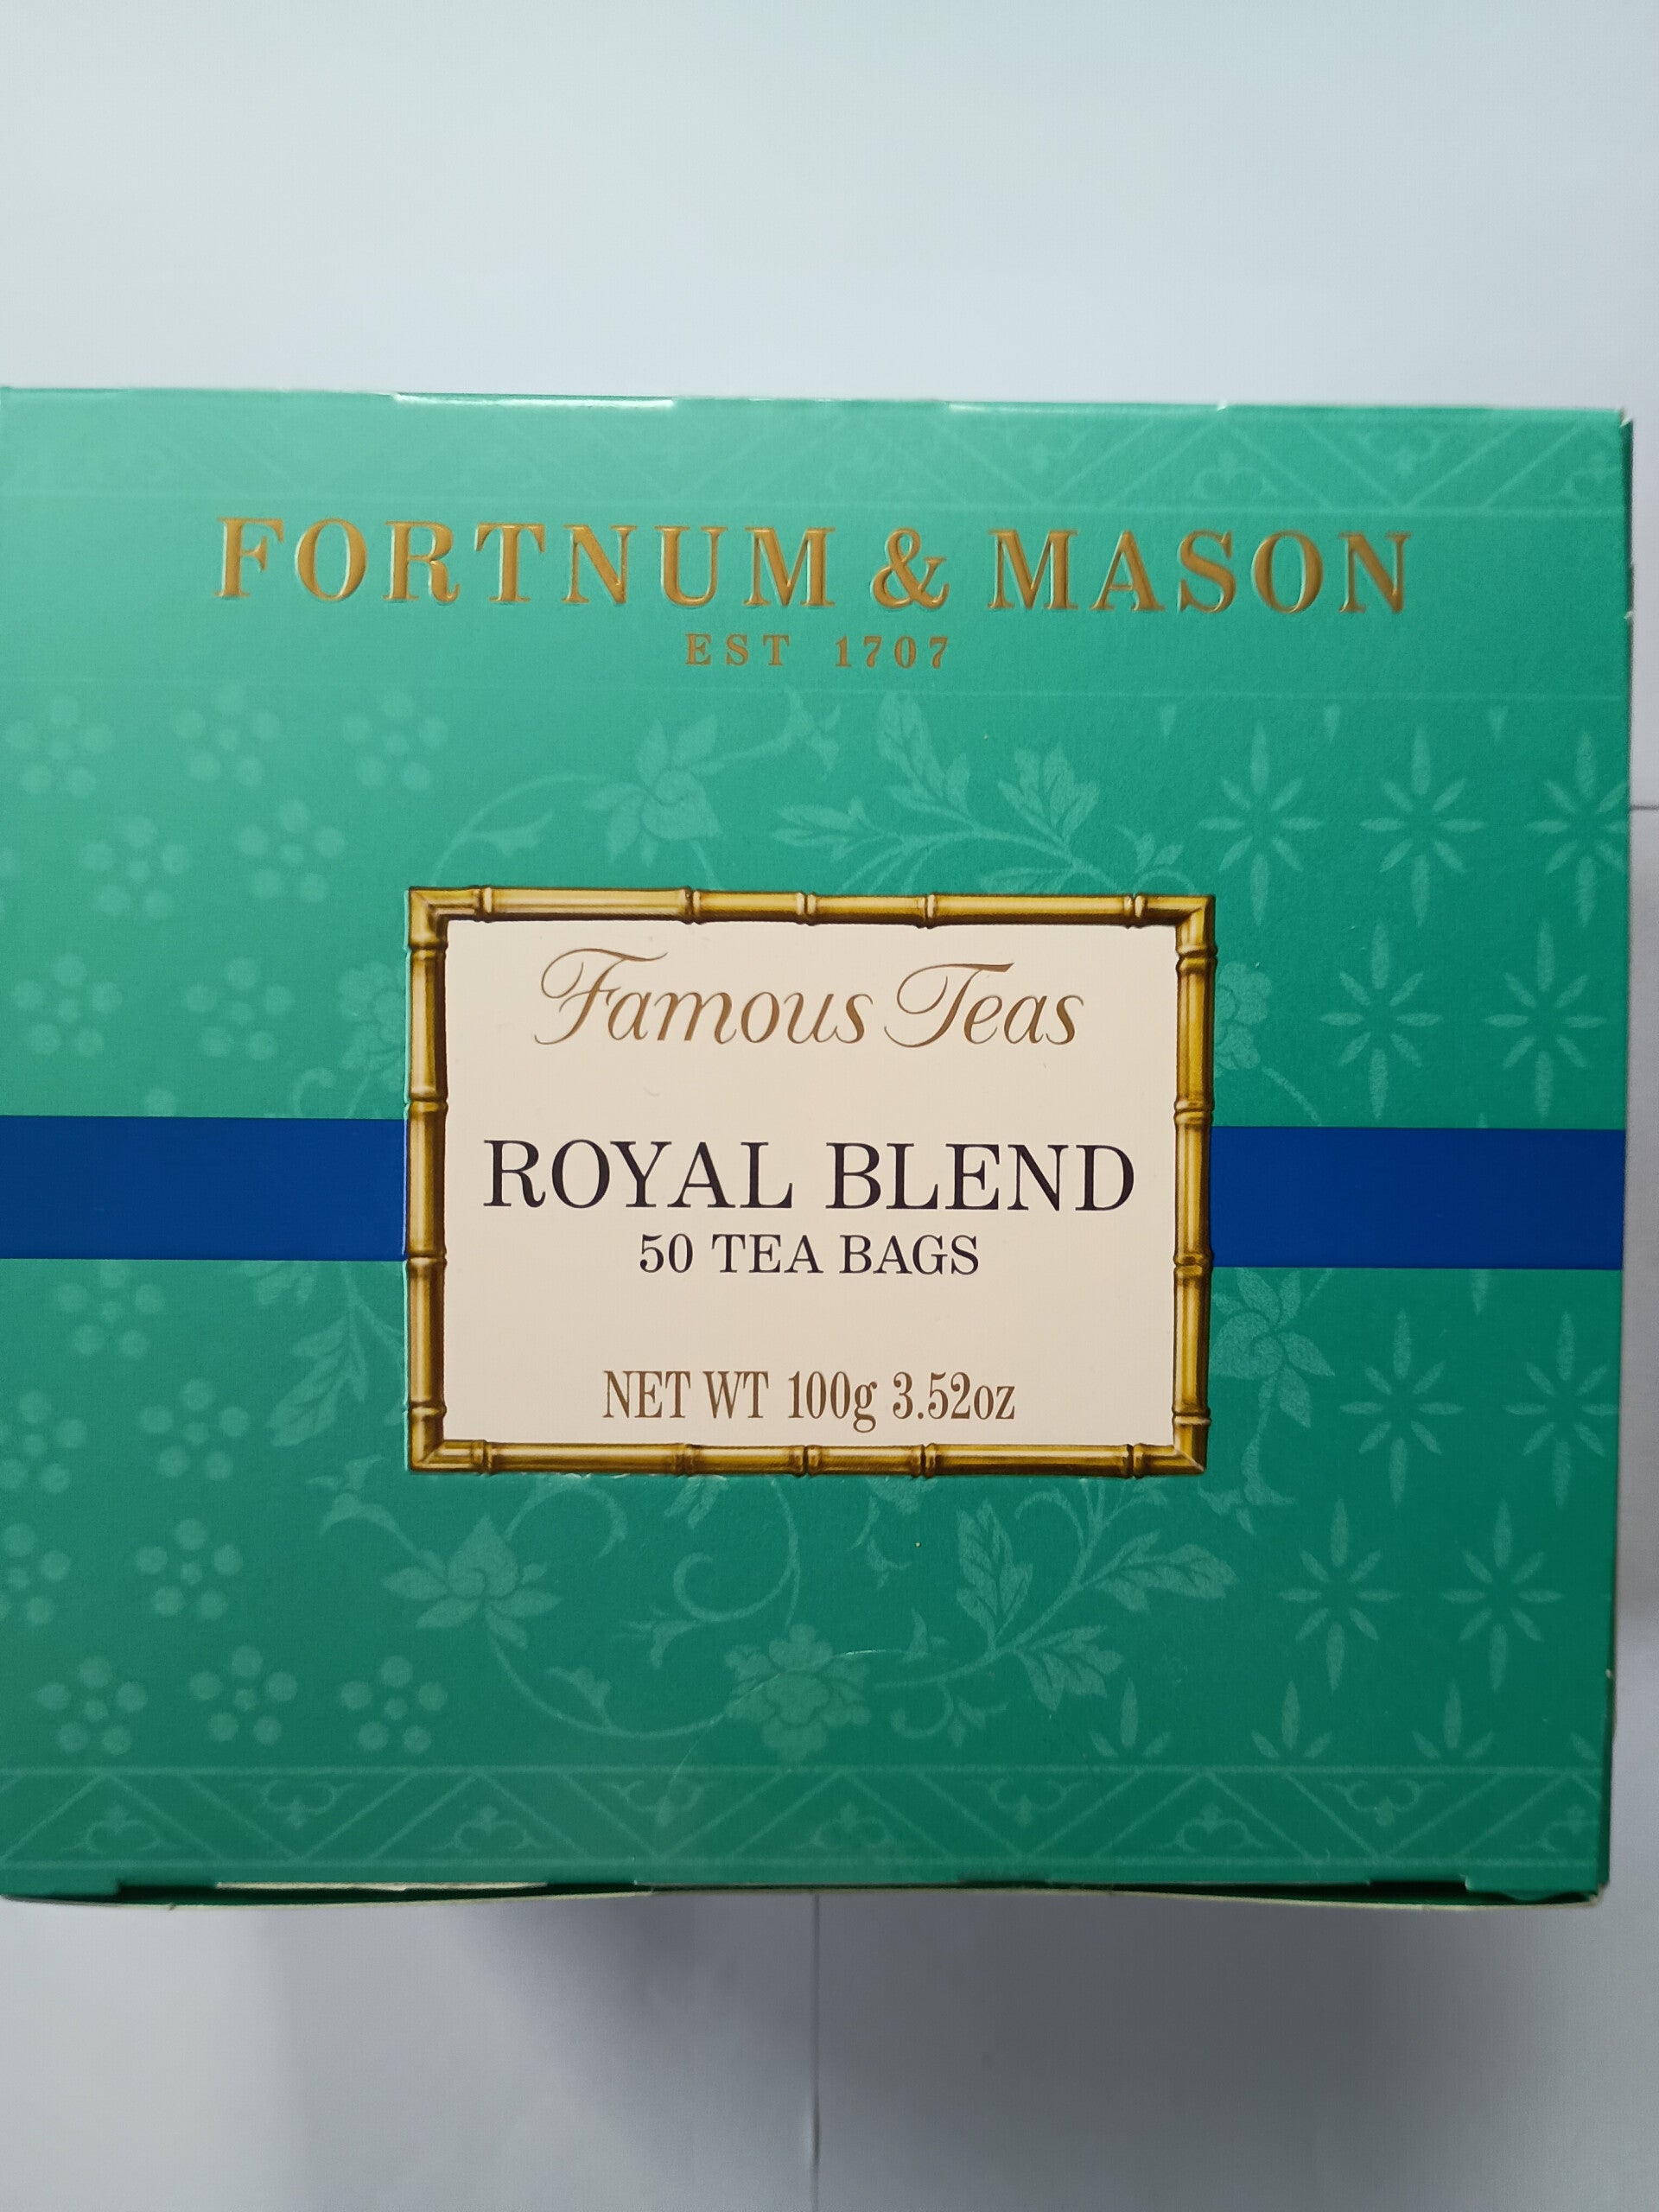 FORTNUM & MASON
EST 1707
Famous Teas
ROYAL BLEND
50 TEA BAGS
NET WT 100g 3.52oz